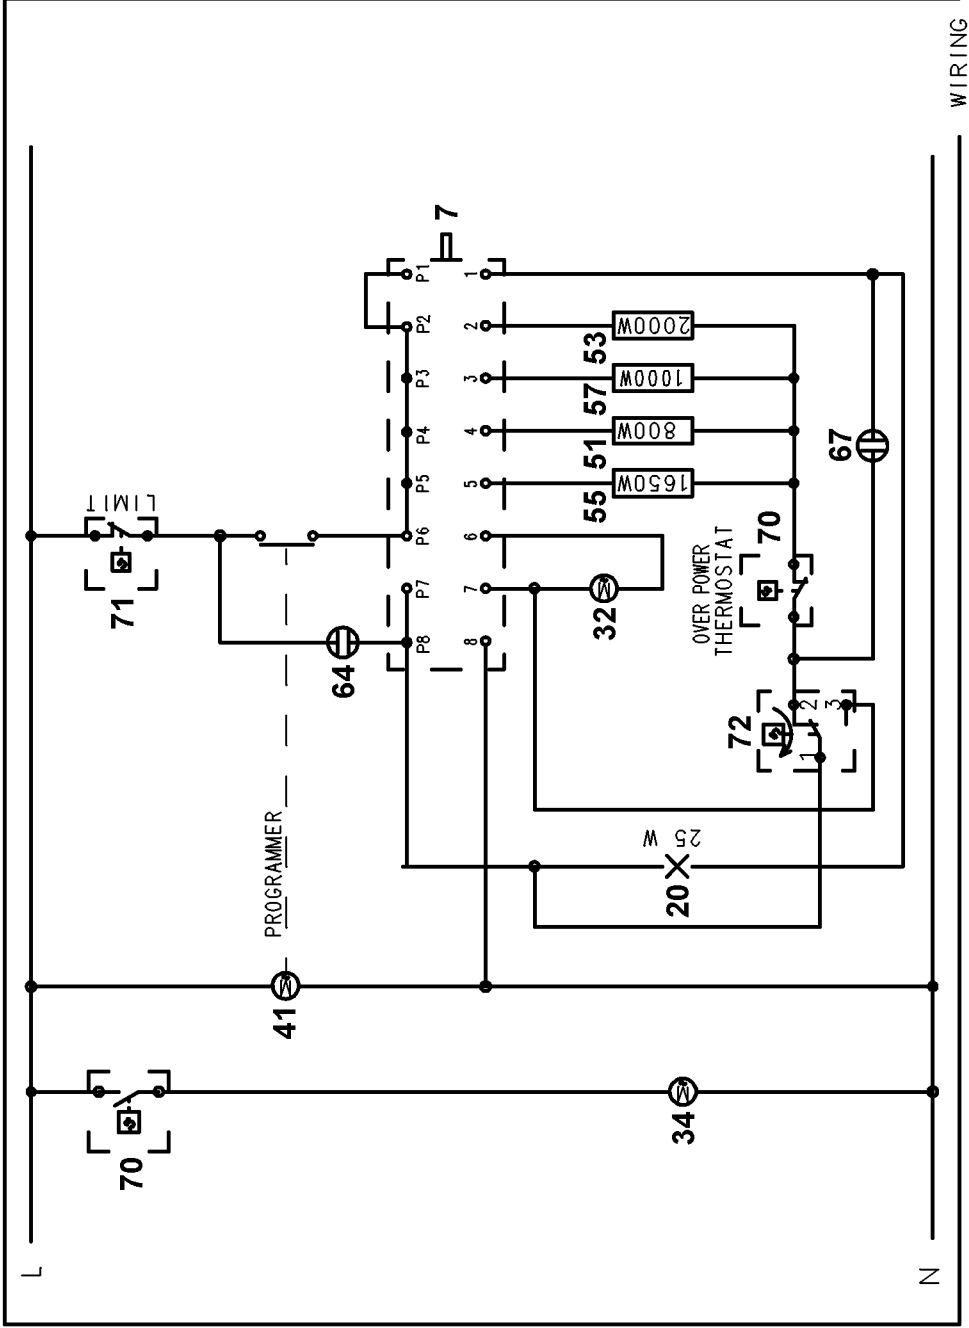 WIRING
L
N
LIMIT
71
70
PROGRAMMER
41
34
64
7
P1
P2
P3
P4
P5
P6
P7
P8
1
2
3
4
5
6
7
8
53
2000W
57
1000W
51
800W
55
1650W
32
M
M
M
OVER POWER
THERMOSTAT
70
67
72
1
2
3
20
25 W